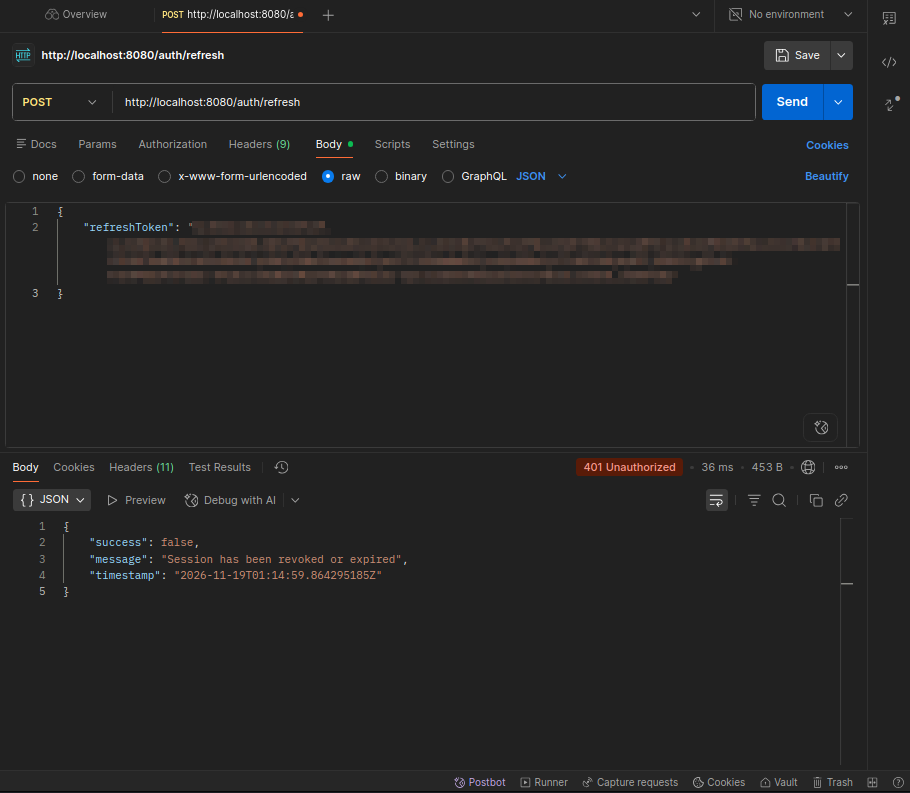 Overview
POST http://localhost:8080/a
No environment
HTTP http://localhost:8080/auth/refresh
Save
POST http://localhost:8080/auth/refresh
Send
Docs Params Authorization Headers (9) Body Scripts Settings Cookies
none form-data x-www-form-urlencoded raw binary GraphQL JSON Beautify
1 {
2 "refreshToken": "
3 }
Body Cookies Headers (11) Test Results 401 Unauthorized 36 ms 453 B
{} JSON Preview Debug with AI
1 {
2 "success": false,
3 "message": "Session has been revoked or expired",
4 "timestamp": "2026-11-19T01:14:59.864295185Z"
5 }
Postbot Runner Capture requests Cookies Vault Trash